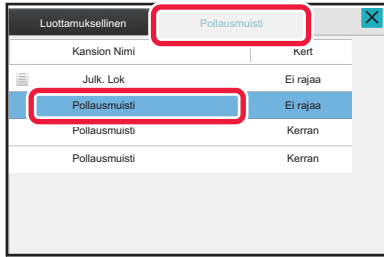 Luottamuksellinen Pollausmuisti
Kansion Nimi Kert
Julk. Lok Ei rajaa
Pollausmuisti Ei rajaa
Pollausmuisti Kerran
Pollausmuisti Kerran